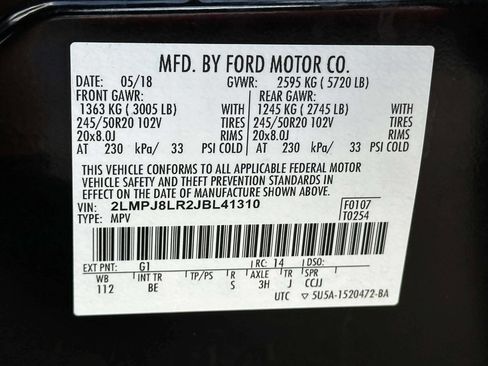 MFD. BY FORD MOTOR CO.
DATE: 05/18 GVWR: 2595 KG ( 5720 LB)
FRONT GAWR: REAR GAWR:
1363 KG ( 3005 LB) WITH 1245 KG ( 2745 LB) WITH
245/50R20 102V TIRES 245/50R20 102V TIRES
20x8.0J RIMS 20x8.0J RIMS
AT 230 kPa/ 33 PSI COLD AT 230 kPa/ 33 PSI COLD
THIS VEHICLE CONFORMS TO ALL APPLICABLE FEDERAL MOTOR
VEHICLE SAFETY AND THEFT PREVENTION STANDARDS IN
EFFECT ON THE DATE OF MANUFACTURE SHOWN ABOVE.
VIN: 2LMPJ8LR2JBL41310 F0107
TYPE: MPV T0254
EXT PNT: G1 RC: 14 DSO:
WB INT TR TP/PS R AXLE TR SPR
112 BE S 3H J CCJJ
UTC ▽ 5U5A-1520472-BA